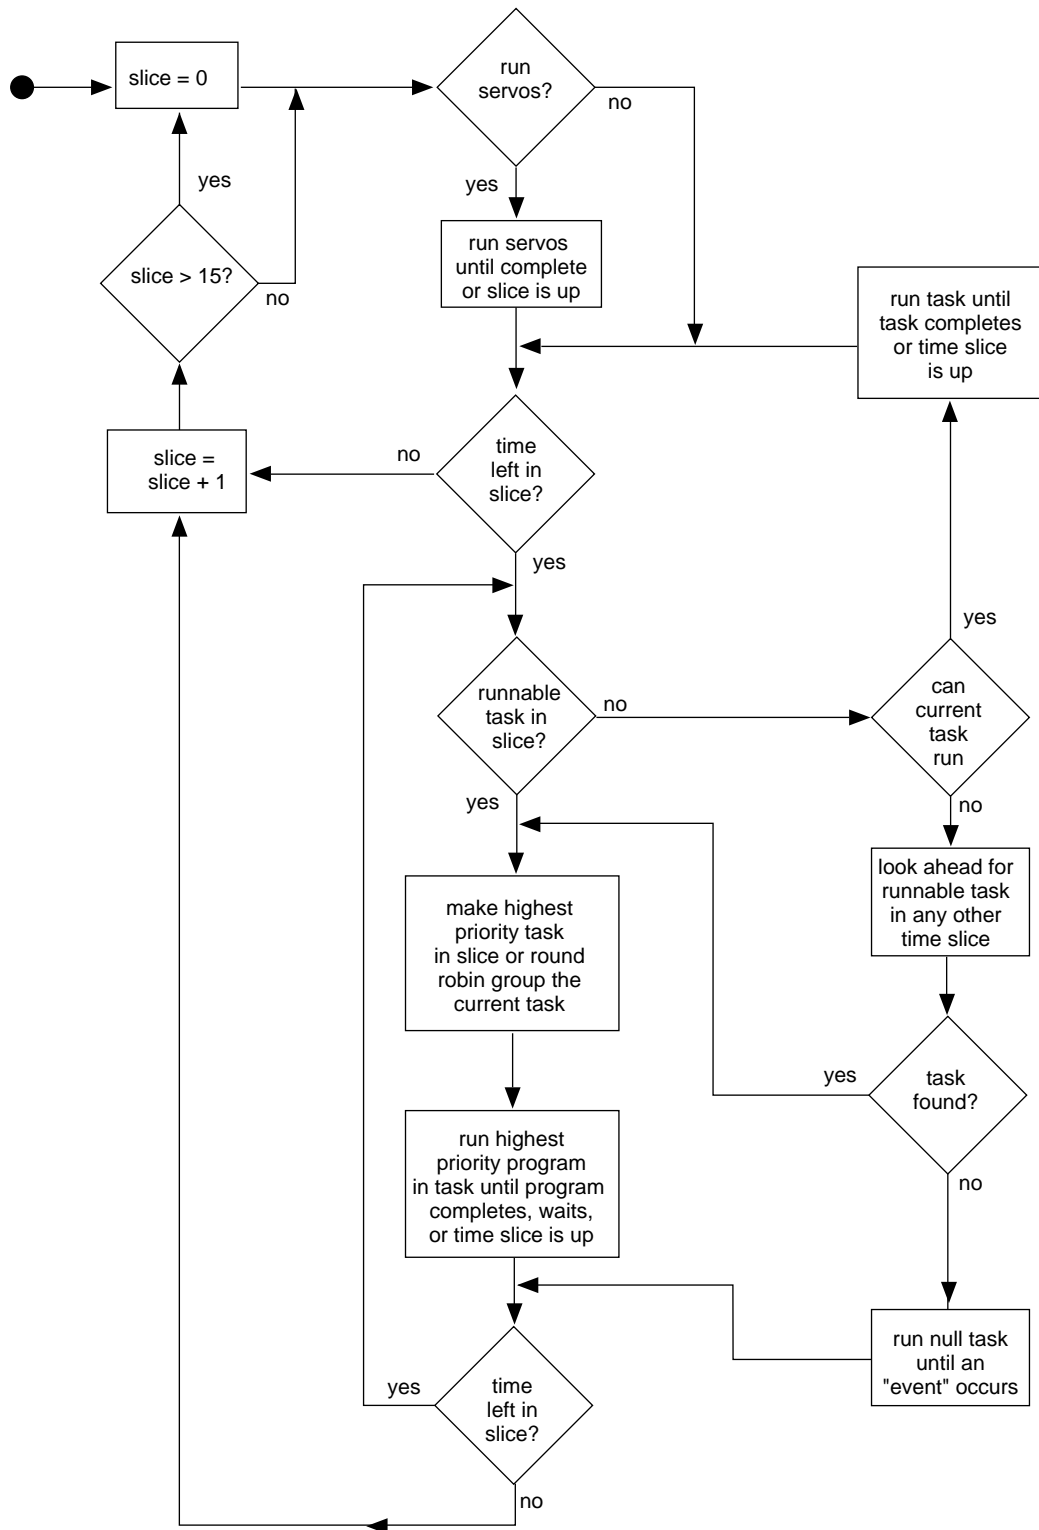 slice = 0
run
servos?
no
yes
yes
run servos
until complete
or slice is up
slice > 15?
no
run task until
task completes
or time slice
is up
time
left in
slice?
no
slice =
slice + 1
yes
yes
runnable
task in
slice?
no
can
current
task
run
yes
no
look ahead for
runnable task
in any other
time slice
make highest
priority task
in slice or round
robin group the
current task
yes
task
found?
no
run highest
priority program
in task until program
completes, waits,
or time slice is up
run null task
until an
"event" occurs
yes
time
left in
slice?
no